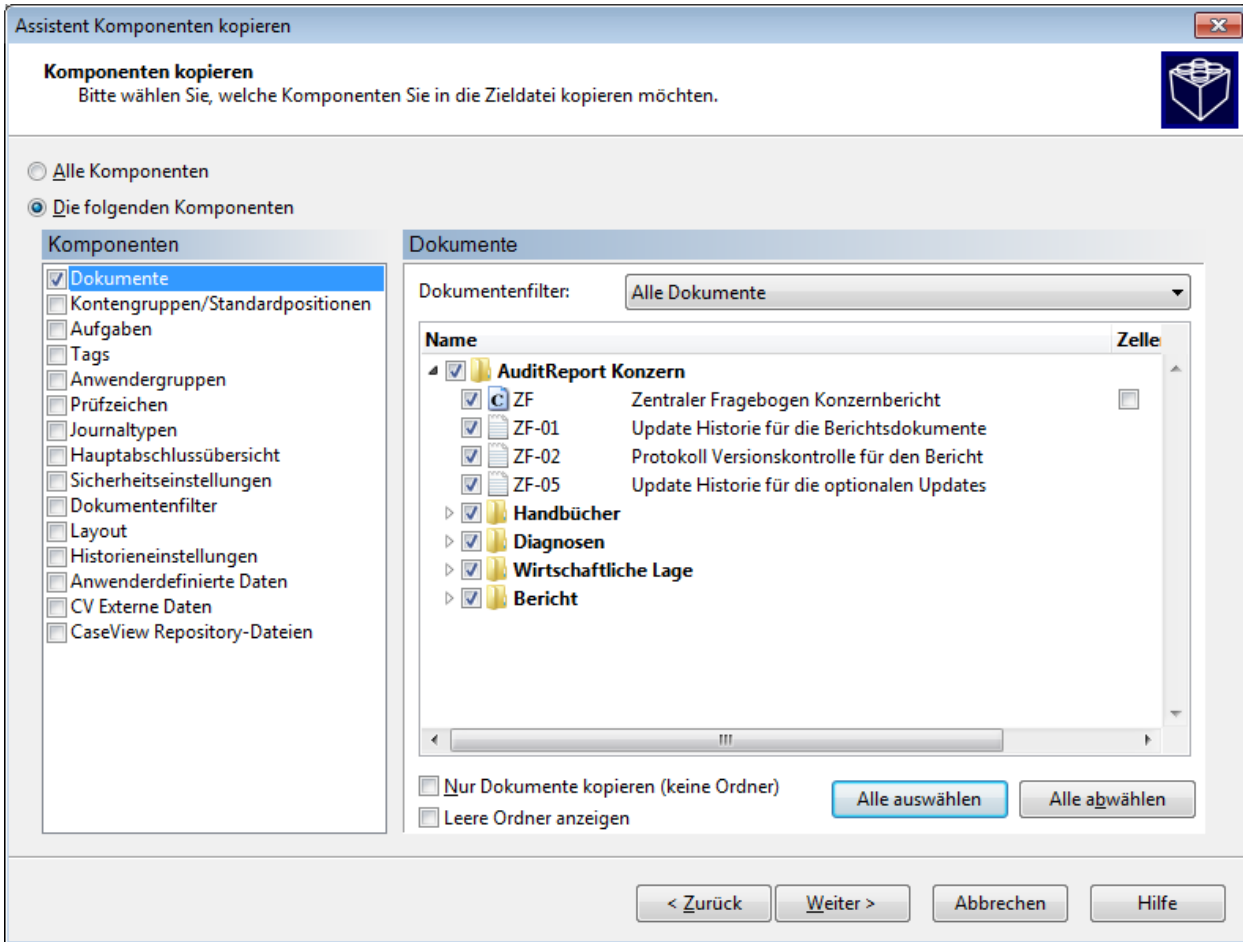 Assistent Komponenten kopieren
Komponenten kopieren
Bitte wählen Sie, welche Komponenten Sie in die Zieldatei kopieren möchten.
Alle Komponenten
Die folgenden Komponenten
Komponenten
Dokumente
Kontengruppen/Standardpositionen
Aufgaben
Tags
Anwendergruppen
Prüfzeichen
Journaltypen
Hauptabschlussübersicht
Sicherheitseinstellungen
Dokumentenfilter
Layout
Historieneinstellungen
Anwenderdefinierte Daten
CV Externe Daten
CaseView Repository-Dateien
Dokumente
Dokumentenfilter: Alle Dokumente
Name Zelle
AuditReport Konzern
ZF Zentraler Fragebogen Konzernbericht
ZF-01 Update Historie für die Berichtsdokumente
ZF-02 Protokoll Versionskontrolle für den Bericht
ZF-05 Update Historie für die optionalen Updates
Handbücher
Diagnosen
Wirtschaftliche Lage
Bericht
Nur Dokumente kopieren (keine Ordner)
Leere Ordner anzeigen
Alle auswählen Alle abwählen
< Zurück Weiter > Abbrechen Hilfe